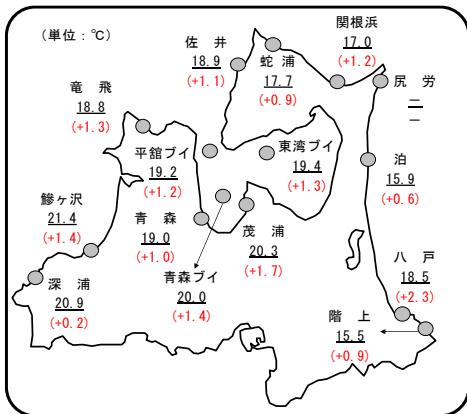 (単位：℃)
関根浜
17.0
(+1.2)
佐　井
18.9
(+1.1)
蛇　浦
17.7
(+0.9)
尻　労
－
－
竜　飛
18.8
(+1.3)
平舘ブイ
19.2
(+1.2)
東湾ブイ
19.4
(+1.3)
泊
15.9
(+0.6)
鰺ヶ沢
21.4
(+1.4)
青　森
19.0
(+1.0)
茂　浦
20.3
(+1.7)
八　戸
18.5
(+2.3)
深　浦
20.9
(+0.2)
青森ブイ
20.0
(+1.4)
階　上
15.5
(+0.9)